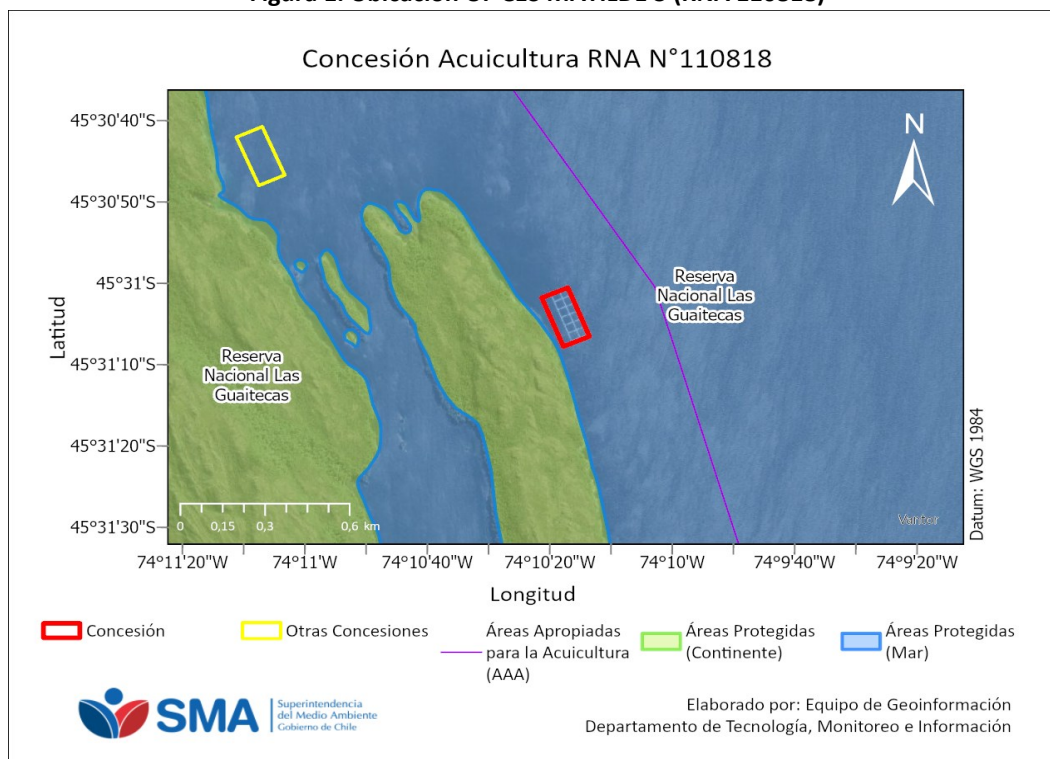 Concesión Acuicultura RNA N°110818
N
45°30'40"S
45°30'50"S
45°31'S
45°31'10"S
45°31'20"S
45°31'30"S
Latitud
Reserva
Nacional Las
Guaitecas
Reserva
Nacional Las
Guaitecas
0 0,15 0,3 0,6 km
Vantor
Datum: WGS 1984
74°11'20"W 74°11'W 74°10'40"W 74°10'20"W 74°10'W 74°9'40"W 74°9'20"W
Longitud
Concesión
Otras Concesiones
Áreas Apropiadas
para la Acuicultura
(AAA)
Áreas Protegidas
(Continente)
Áreas Protegidas
(Mar)
SMA
Superintendencia
del Medio Ambiente
Gobierno de Chile
Elaborado por: Equipo de Geoinformación
Departamento de Tecnología, Monitoreo e Información